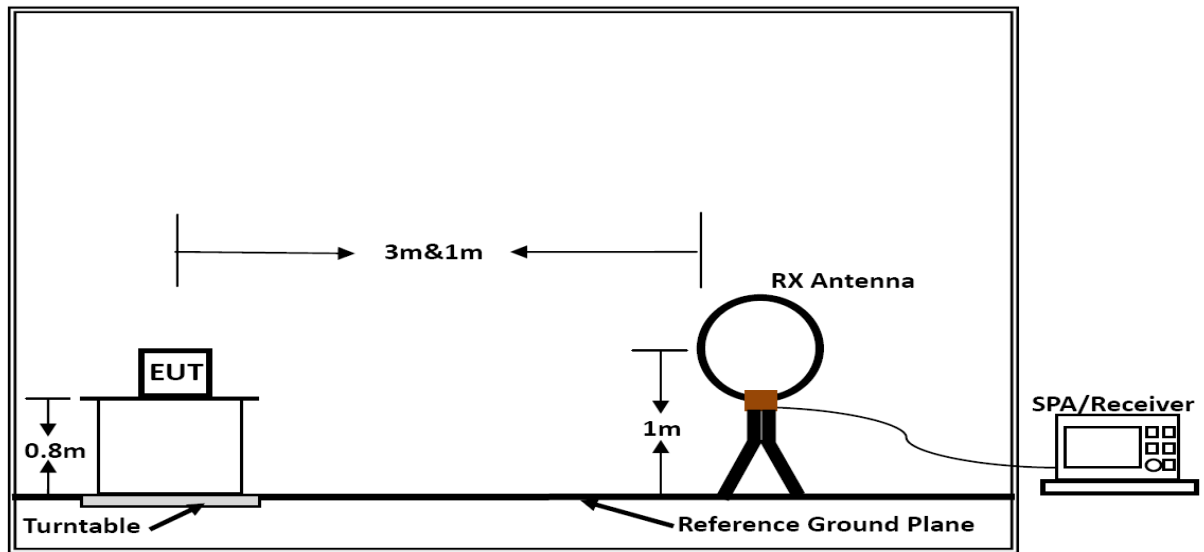 3m&1m
RX Antenna
EUT
SPA/Receiver
0.8m
1m
Turntable
Reference Ground Plane